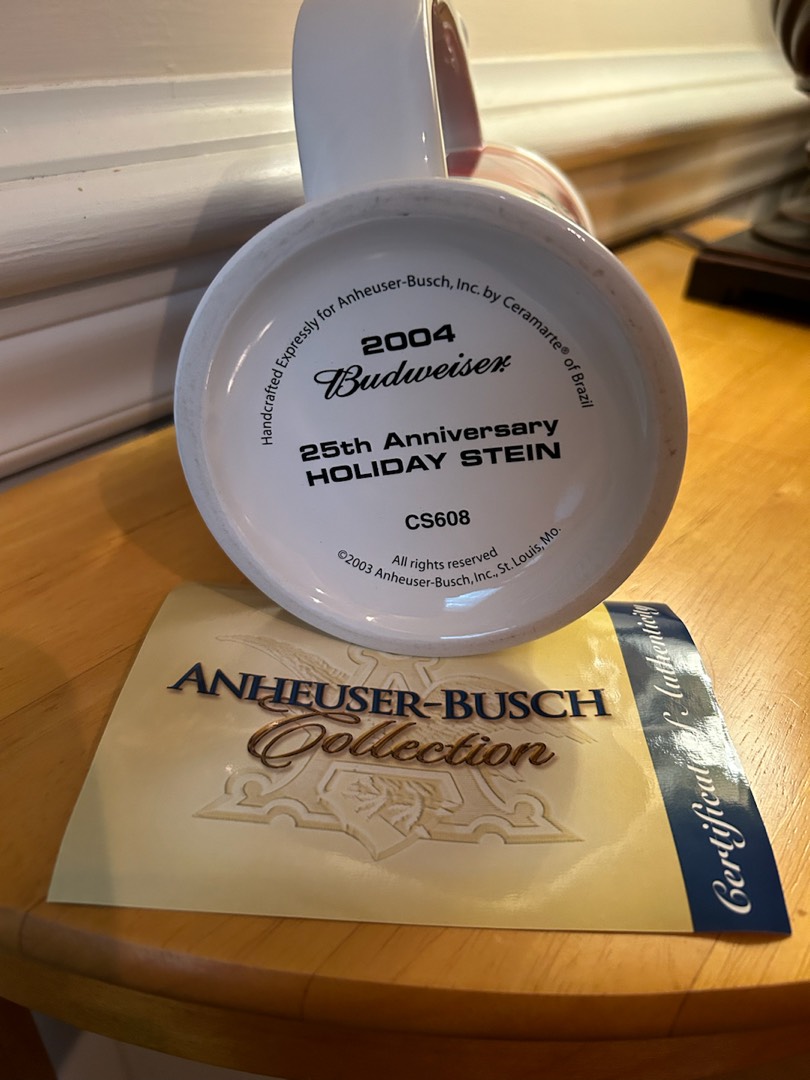 Handcrafted Expressly for Anheuser-Busch, Inc. by Ceramarte® of Brazil
2004
Budweiser
25th Anniversary
HOLIDAY STEIN
CS608
All rights reserved
©2003 Anheuser-Busch, Inc., St. Louis, Mo.
ANHEUSER-BUSCH
Collection
Certificate of Authenticity